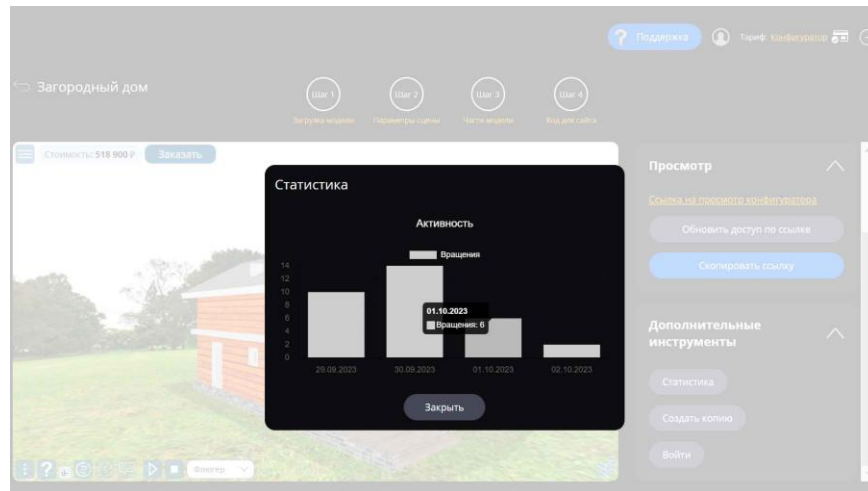 ? Поддержка
Тариф: Конфигуратор
Загородный дом
Шаг 1
Шаг 2
Шаг 3
Шаг 4
Загрузка модели
Параметры сцены
Части модели
Код для сайта
Стоимость: 518 900 ₽
Заказать
Статистика
Активность
Вращения
14
12
10
8
6
4
2
0
01.10.2023
Вращения: 6
29.09.2023
30.09.2023
01.10.2023
02.10.2023
Закрыть
Просмотр
Ссылка на просмотр конфигуратора
Обновить доступ по ссылке
Скопировать ссылку
Дополнительные
инструменты
Статистика
Создать копию
Войти
?